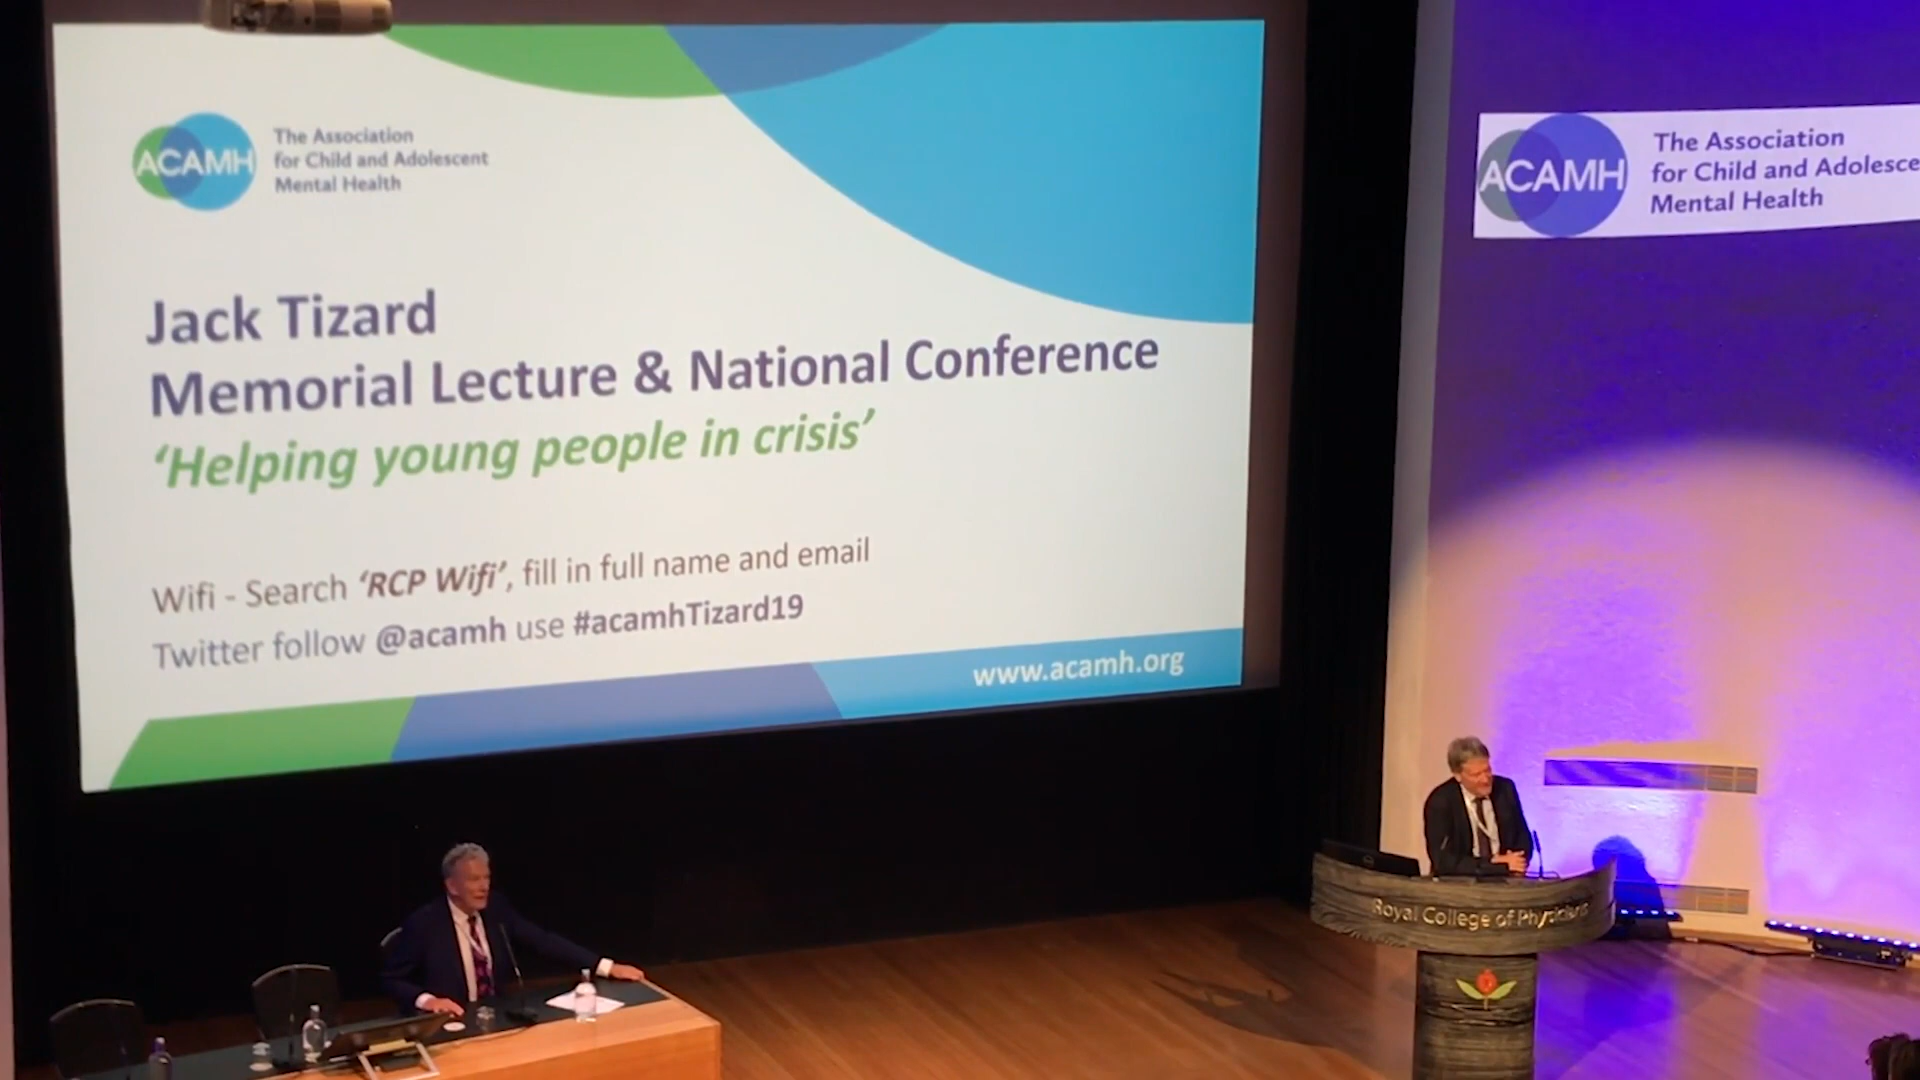 ACAMH
The Association
for Child and Adolescent
Mental Health
Jack Tizard
Memorial Lecture & National Conference
‘Helping young people in crisis’
Wifi - Search ‘RCP Wifi’, fill in full name and email
Twitter follow @acamh use #acamhTizard19
www.acamh.org
ACAMH
The Association
for Child and Adolesce
Mental Health
Royal College of Physicians